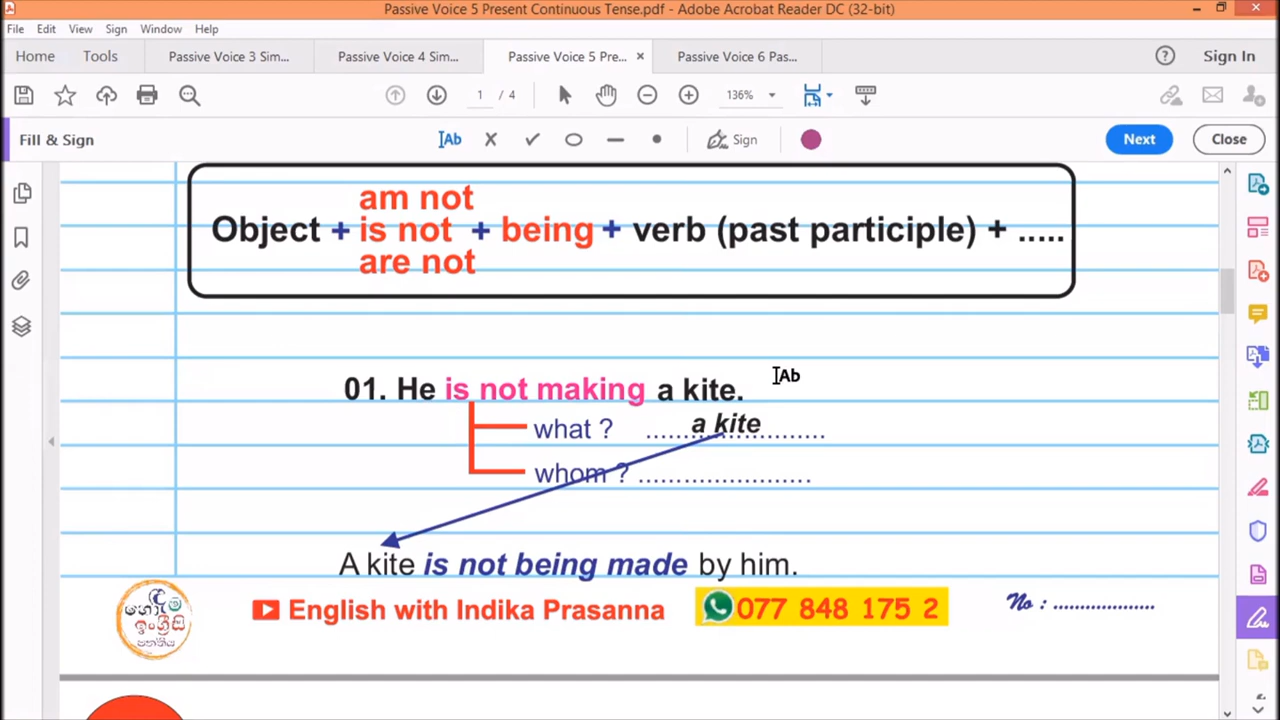 Passive Voice 5 Present Continuous Tense.pdf - Adobe Acrobat Reader DC (32-bit)
File Edit View Sign Window Help
Home Tools Passive Voice 3 Sim... Passive Voice 4 Sim... Passive Voice 5 Pre... × Passive Voice 6 Pas... Sign In
1 / 4 136%
Fill & Sign Ab Sign Next Close
am not
Object + is not + being + verb (past participle) + .....
are not
01. He is not making a kite. Ab
what ? a kite
whom ? ........................
A kite is not being made by him.
හොඳම
ඉංග්‍රීසි
පන්තිය
English with Indika Prasanna 077 848 175 2 No : ...................